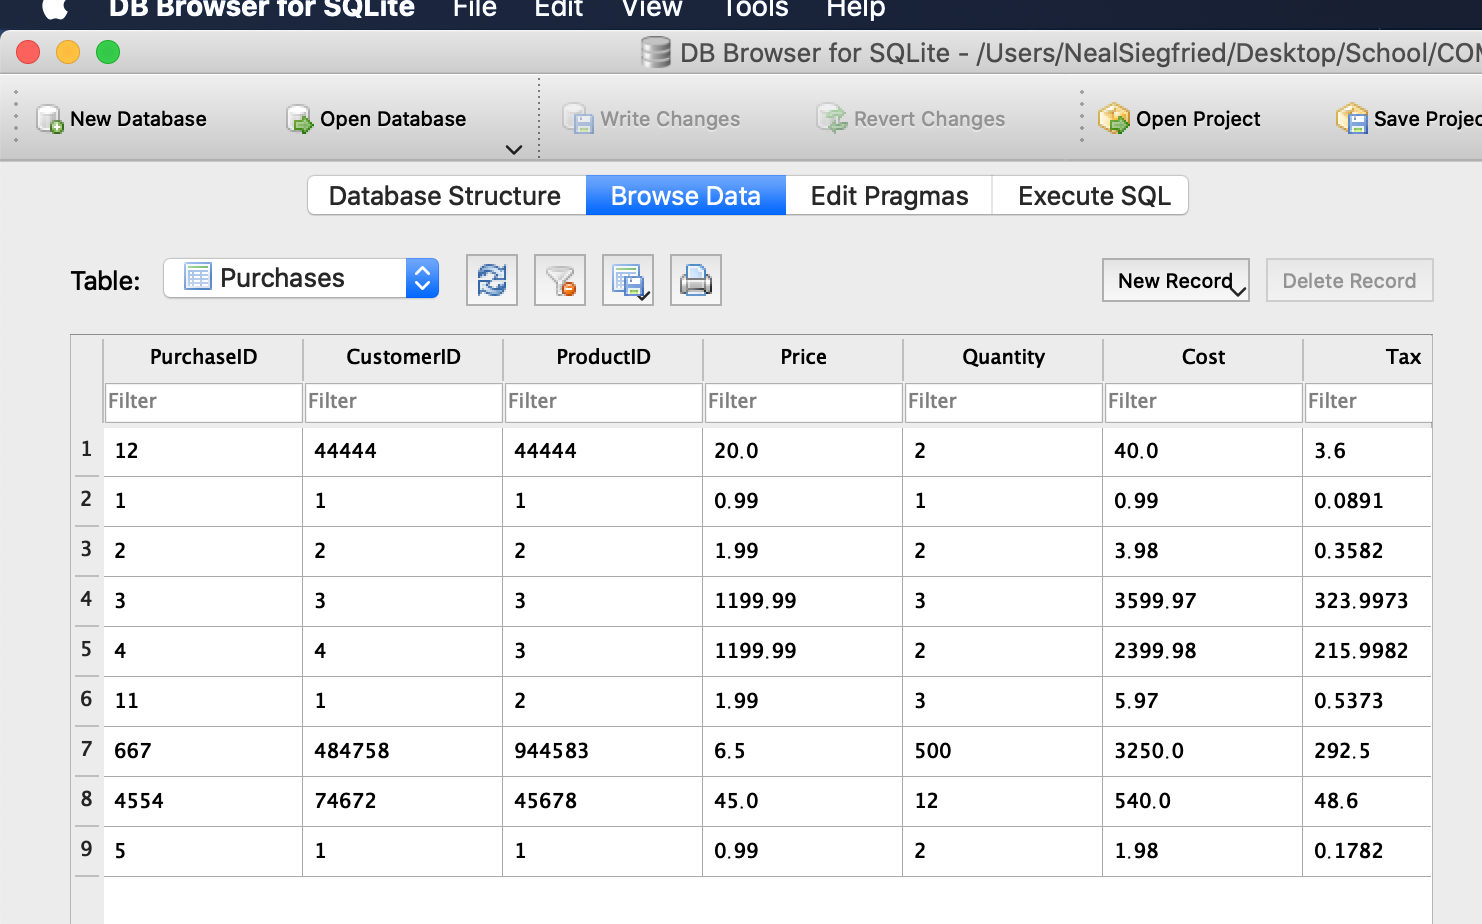 DB Browser for SQLite File Edit View Tools Help
DB Browser for SQLite - /Users/NealSiegfried/Desktop/School/COM
New Database Open Database Write Changes Revert Changes Open Project Save Projec
Database Structure Browse Data Edit Pragmas Execute SQL
Table: Purchases New Record Delete Record
PurchaseID CustomerID ProductID Price Quantity Cost Tax
Filter Filter Filter Filter Filter Filter Filter
1 12 44444 44444 20.0 2 40.0 3.6
2 1 1 1 0.99 1 0.99 0.0891
3 2 2 2 1.99 2 3.98 0.3582
4 3 3 3 1199.99 3 3599.97 323.9973
5 4 4 3 1199.99 2 2399.98 215.9982
6 11 1 2 1.99 3 5.97 0.5373
7 667 484758 944583 6.5 500 3250.0 292.5
8 4554 74672 45678 45.0 12 540.0 48.6
9 5 1 1 0.99 2 1.98 0.1782